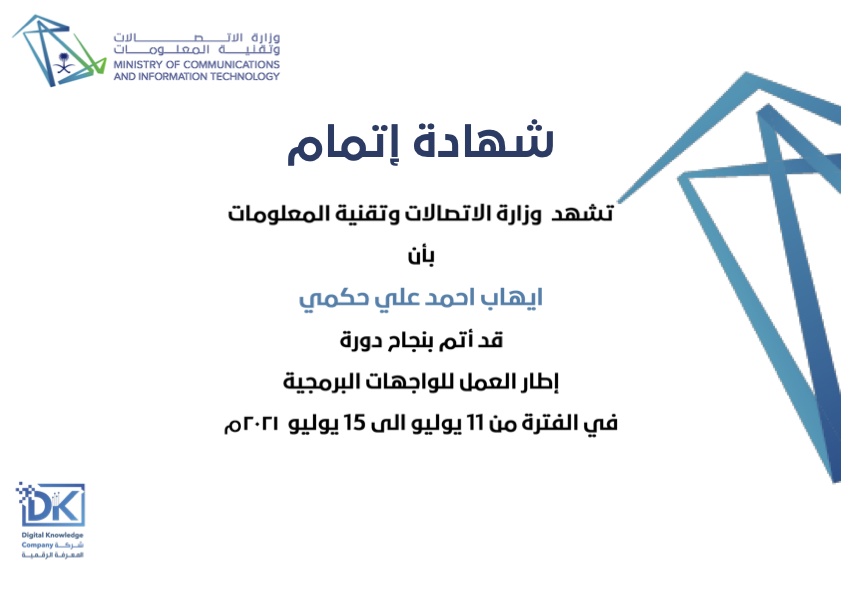 وزارة الاتـصـــــــالات
وتقنية المعلومات
MINISTRY OF COMMUNICATIONS
AND INFORMATION TECHNOLOGY
شهادة إتمام
تشهد وزارة الاتصالات وتقنية المعلومات
بأن
ايهاب احمد علي حكمي
قد أتم بنجاح دورة
إطار العمل للواجهات البرمجية
في الفترة من 11 يوليو الى 15 يوليو ٢٠٢١م
DK
Digital Knowledge
Company شركة
المعرفة الرقمية